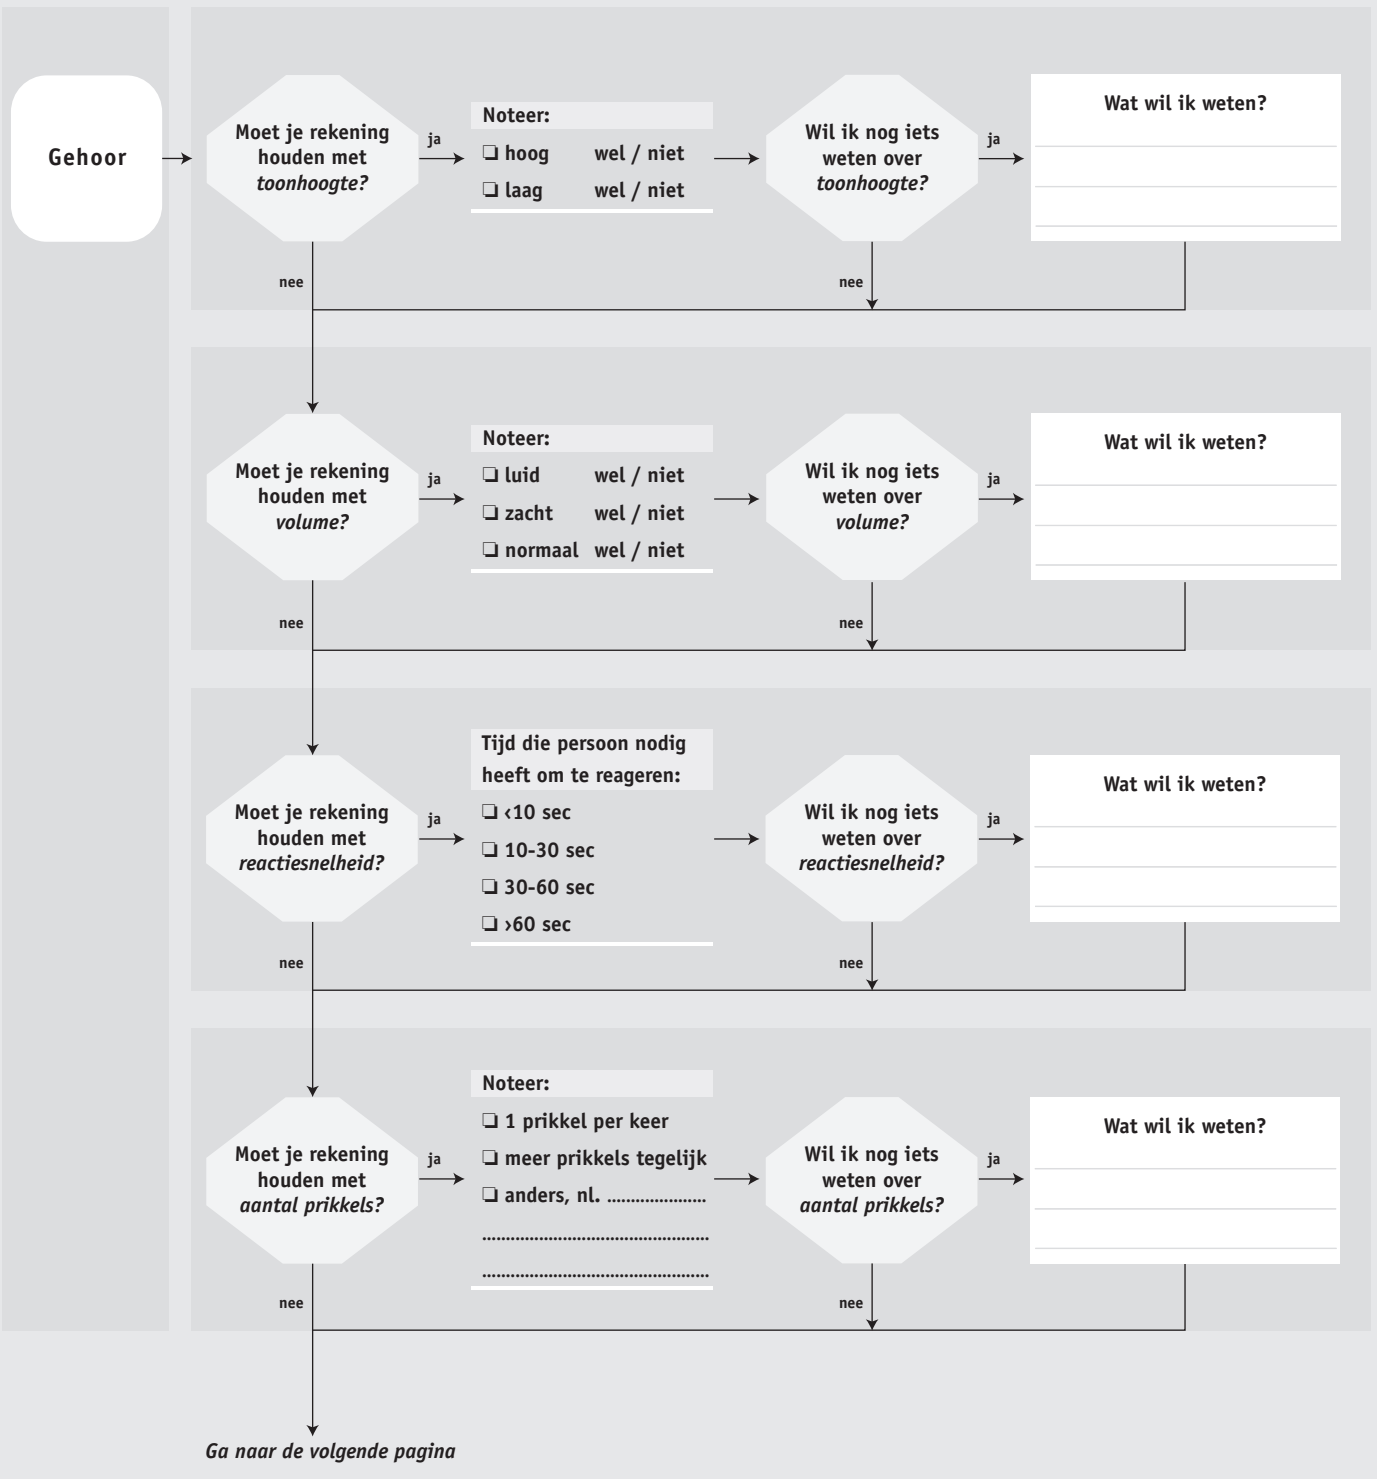 Gehoor
Moet je rekening
houden met
toonhoogte?
ja
Noteer:
❏ hoog wel / niet
❏ laag wel / niet
Wil ik nog iets
weten over
toonhoogte?
ja
Wat wil ik weten?
nee
nee
Moet je rekening
houden met
volume?
ja
Noteer:
❏ luid wel / niet
❏ zacht wel / niet
❏ normaal wel / niet
Wil ik nog iets
weten over
volume?
ja
Wat wil ik weten?
nee
nee
Moet je rekening
houden met
reactiesnelheid?
ja
Tijd die persoon nodig
heeft om te reageren:
❏ <10 sec
❏ 10-30 sec
❏ 30-60 sec
❏ >60 sec
Wil ik nog iets
weten over
reactiesnelheid?
ja
Wat wil ik weten?
nee
nee
Moet je rekening
houden met
aantal prikkels?
ja
Noteer:
❏ 1 prikkel per keer
❏ meer prikkels tegelijk
❏ anders, nl. .....................
................................................
................................................
Wil ik nog iets
weten over
aantal prikkels?
ja
Wat wil ik weten?
nee
nee
Ga naar de volgende pagina